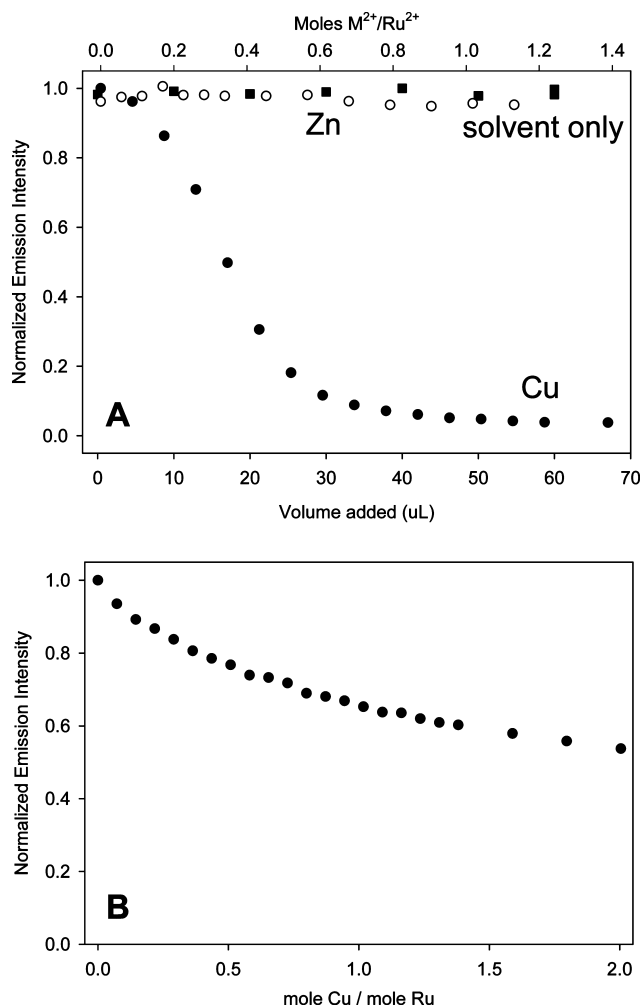 Moles M²⁺/Ru²⁺
0.0 0.2 0.4 0.6 0.8 1.0 1.2 1.4
1.0
0.8
0.6
0.4
0.2
0.0
Normalized Emission Intensity
Zn
solvent only
Cu
A
0 10 20 30 40 50 60 70
Volume added (uL)
1.0
0.8
0.6
0.4
0.2
0.0
Normalized Emission Intensity
B
0.0 0.5 1.0 1.5 2.0
mole Cu / mole Ru